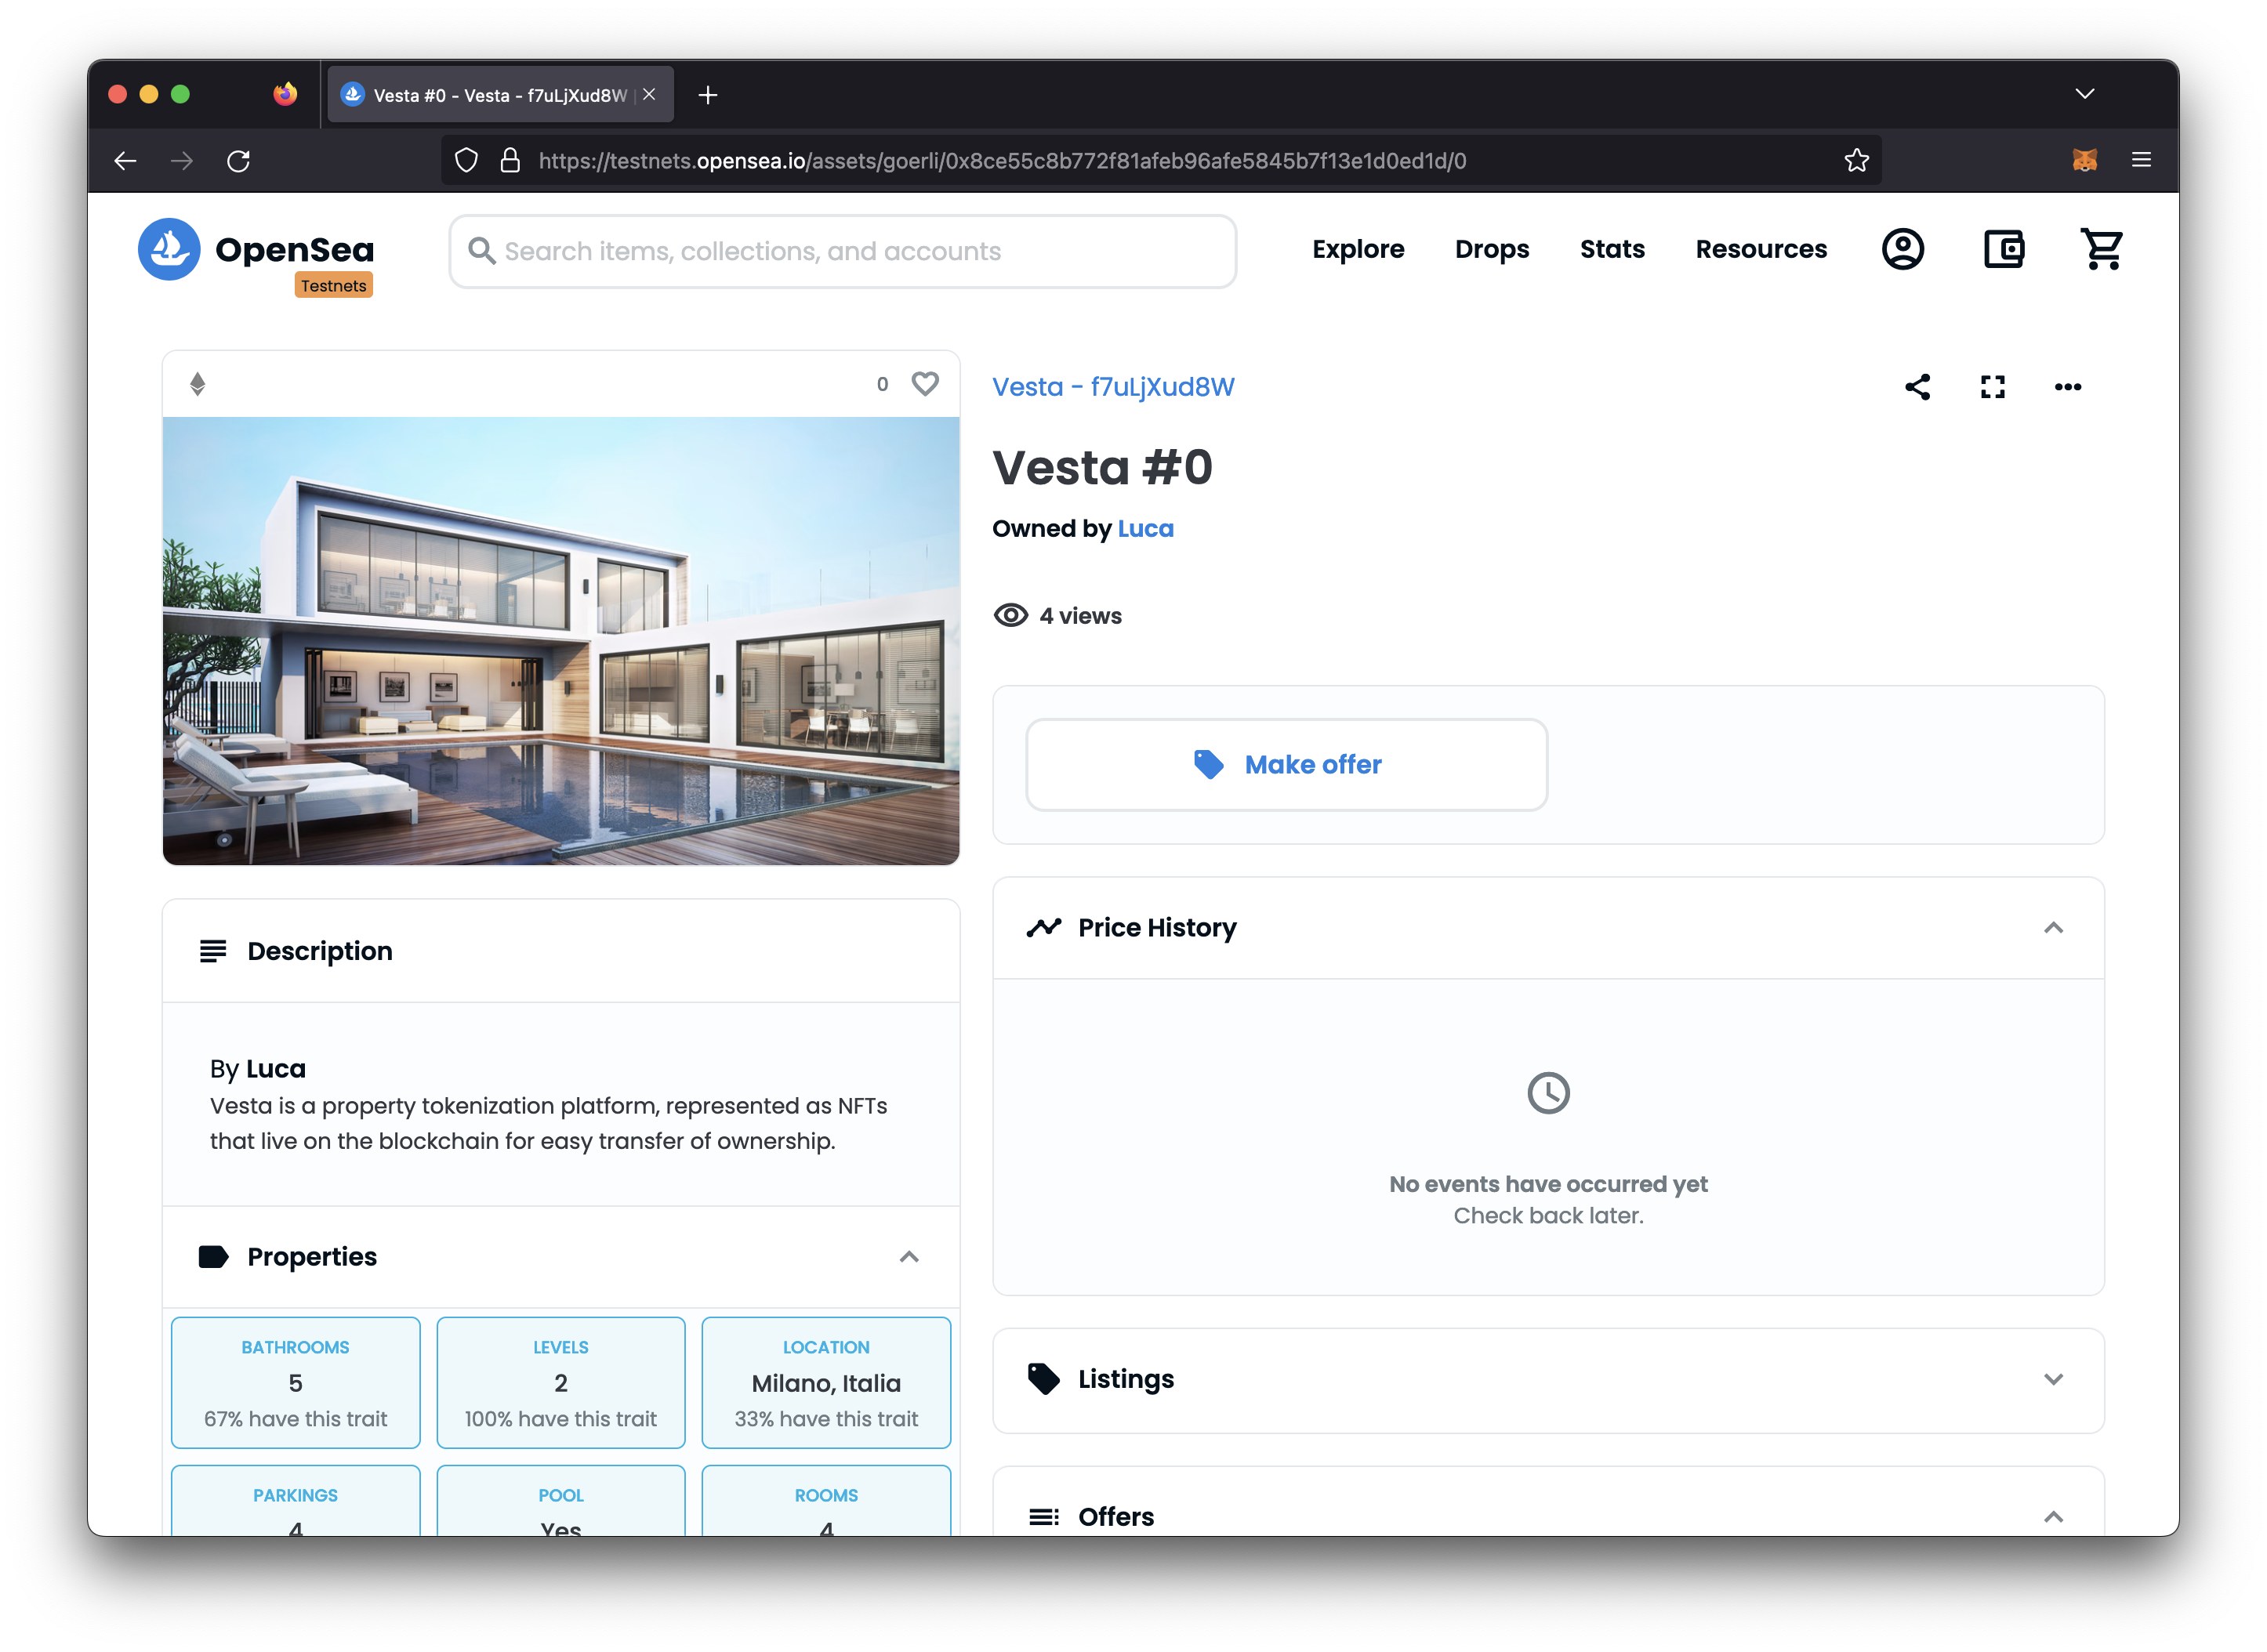 Vesta #0 - Vesta - f7uLjXud8W |
https://testnets.opensea.io/assets/goerli/0x8ce55c8b772f81afeb96afe5845b7f13e1d0ed1d/0
OpenSea
Testnets
Search items, collections, and accounts
Explore
Drops
Stats
Resources
0
Vesta - f7uLjXud8W
Vesta #0
Owned by Luca
4 views
Make offer
Description
By Luca
Vesta is a property tokenization platform, represented as NFTs
that live on the blockchain for easy transfer of ownership.
Properties
BATHROOMS
5
67% have this trait
LEVELS
2
100% have this trait
LOCATION
Milano, Italia
33% have this trait
PARKINGS
4
POOL
Yes
ROOMS
4
Price History
No events have occurred yet
Check back later.
Listings
Offers